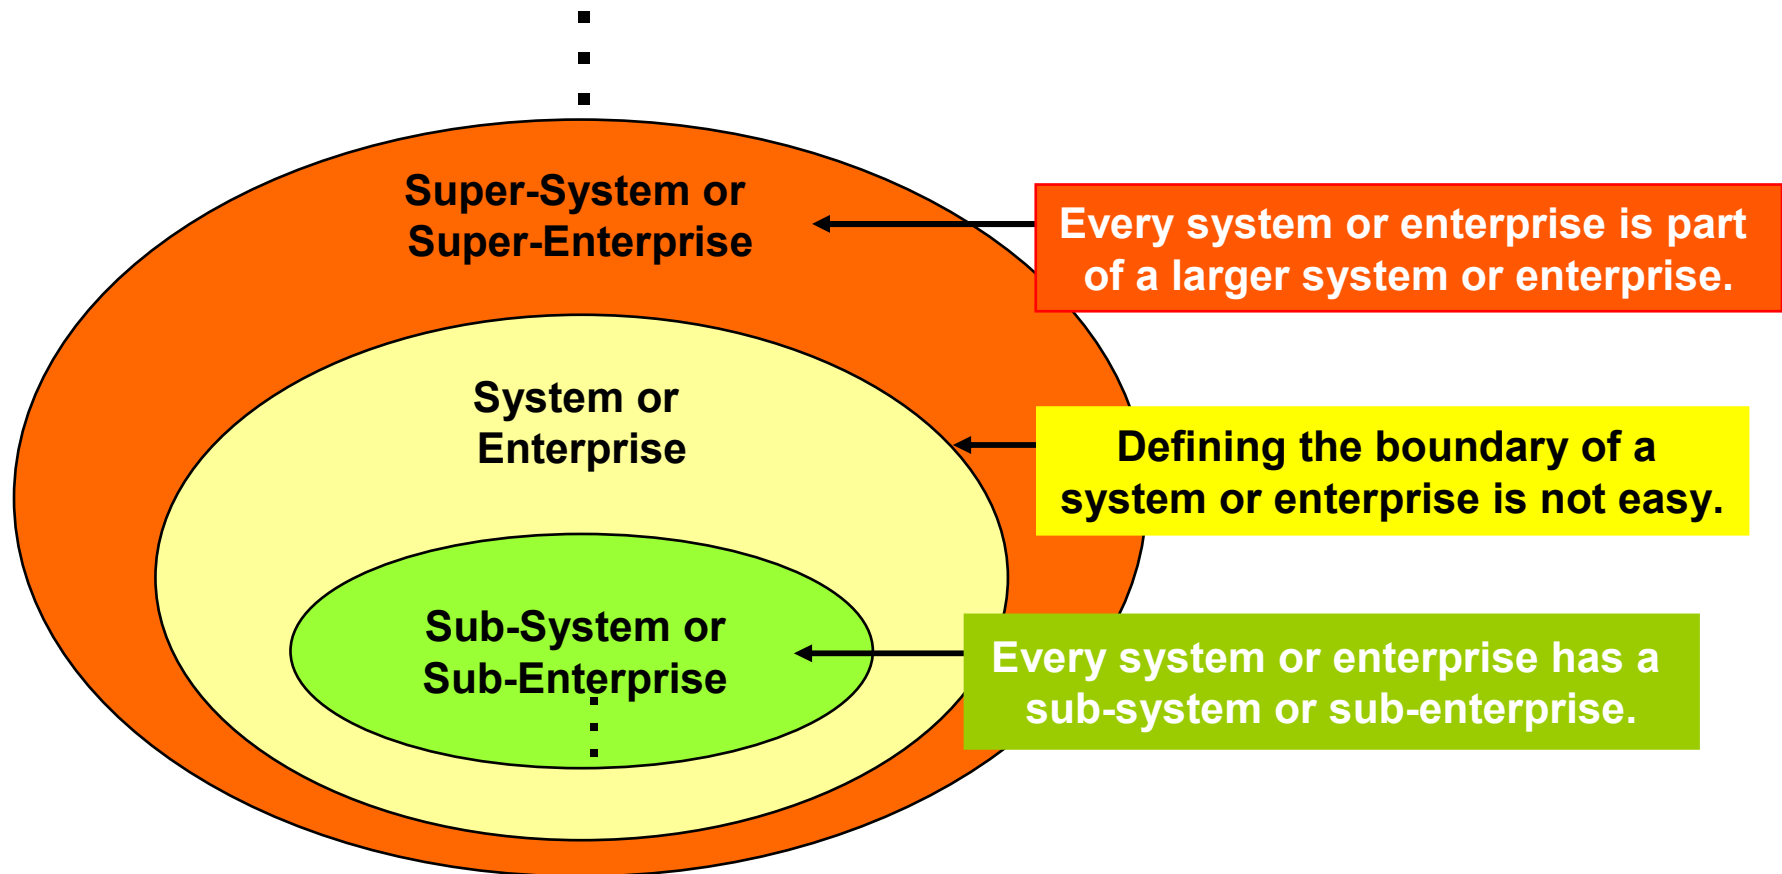 Super-System or
Super-Enterprise
Every system or enterprise is part
of a larger system or enterprise.
System or
Enterprise
Defining the boundary of a
system or enterprise is not easy.
Sub-System or
Sub-Enterprise
Every system or enterprise has a
sub-system or sub-enterprise.